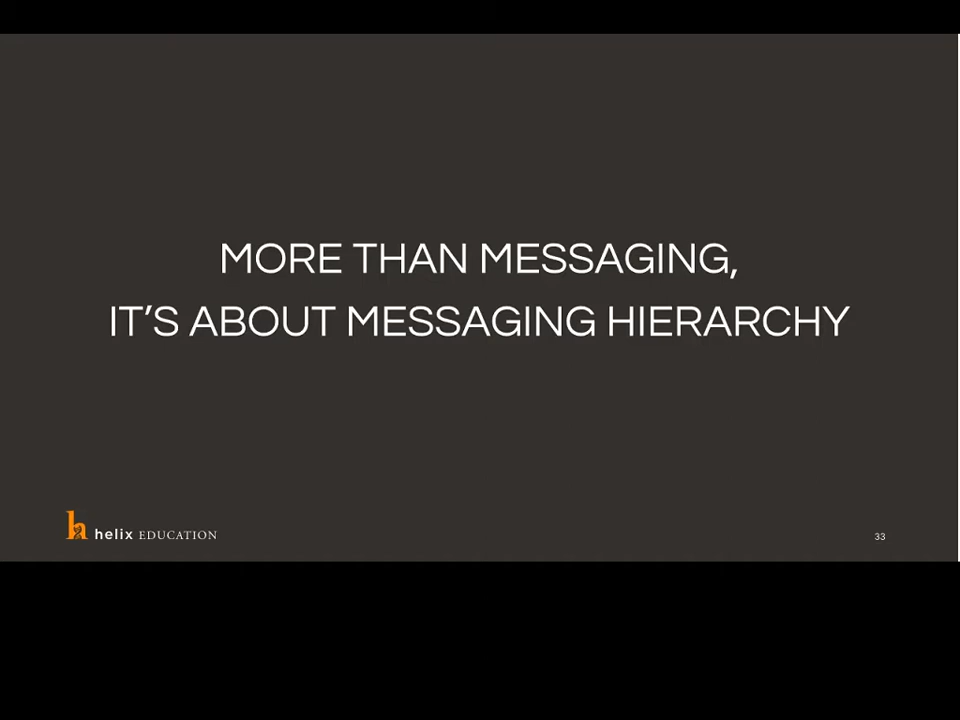 MORE THAN MESSAGING,
IT’S ABOUT MESSAGING HIERARCHY
helix EDUCATION
33